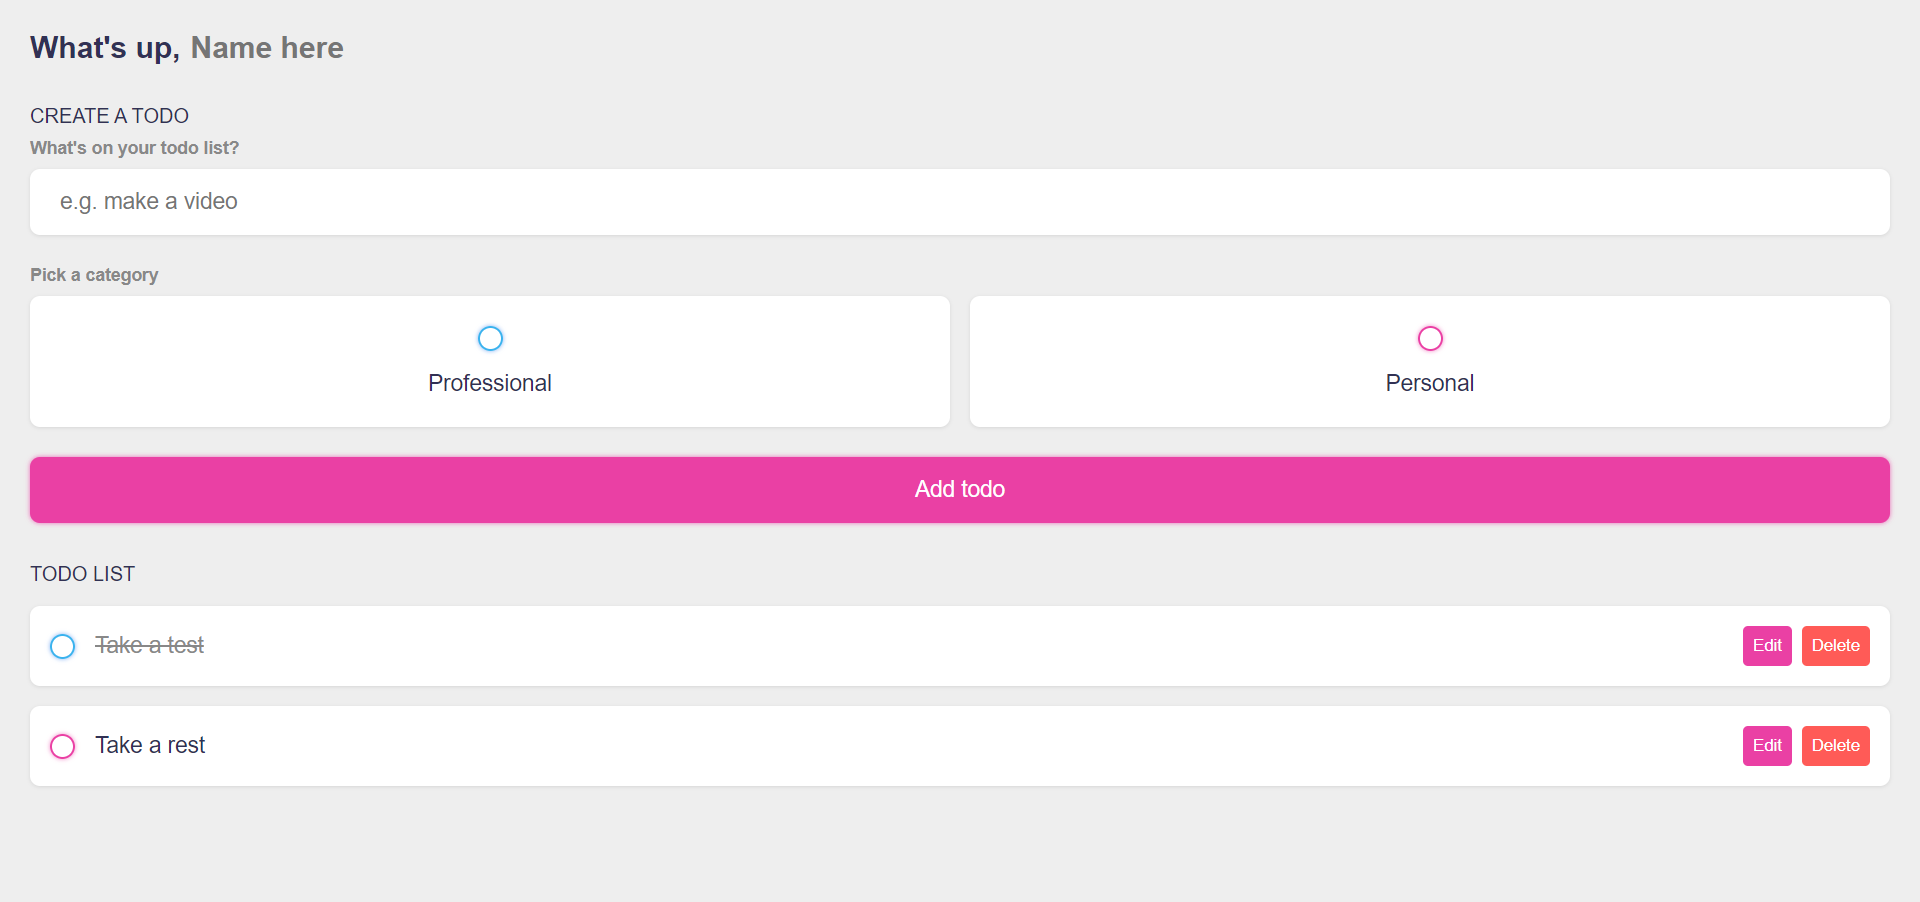 What's up, Name here
CREATE A TODO
What's on your todo list?
e.g. make a video
Pick a category
Professional
Personal
Add todo
TODO LIST
Take a test
Edit
Delete
Take a rest
Edit
Delete